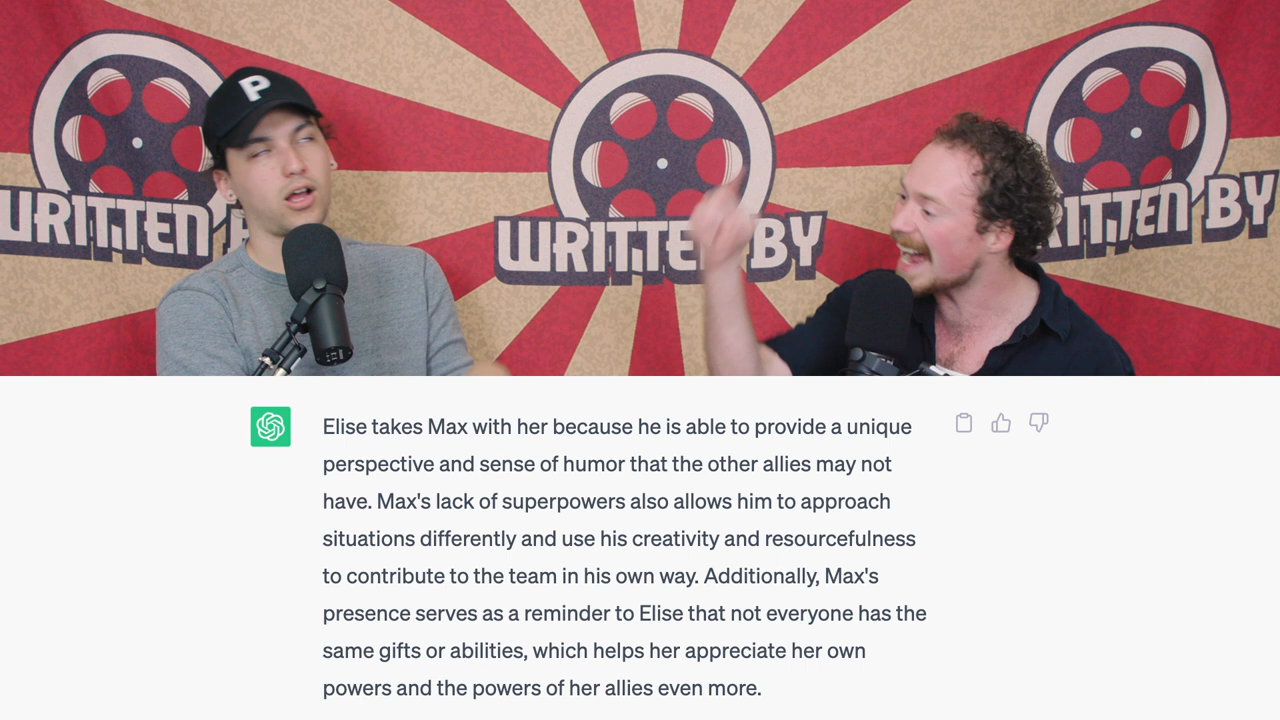 P
WRITTEN B
WRITTE BY
RITTEN BY
Elise takes Max with her because he is able to provide a unique
perspective and sense of humor that the other allies may not
have. Max's lack of superpowers also allows him to approach
situations differently and use his creativity and resourcefulness
to contribute to the team in his own way. Additionally, Max's
presence serves as a reminder to Elise that not everyone has the
same gifts or abilities, which helps her appreciate her own
powers and the powers of her allies even more.